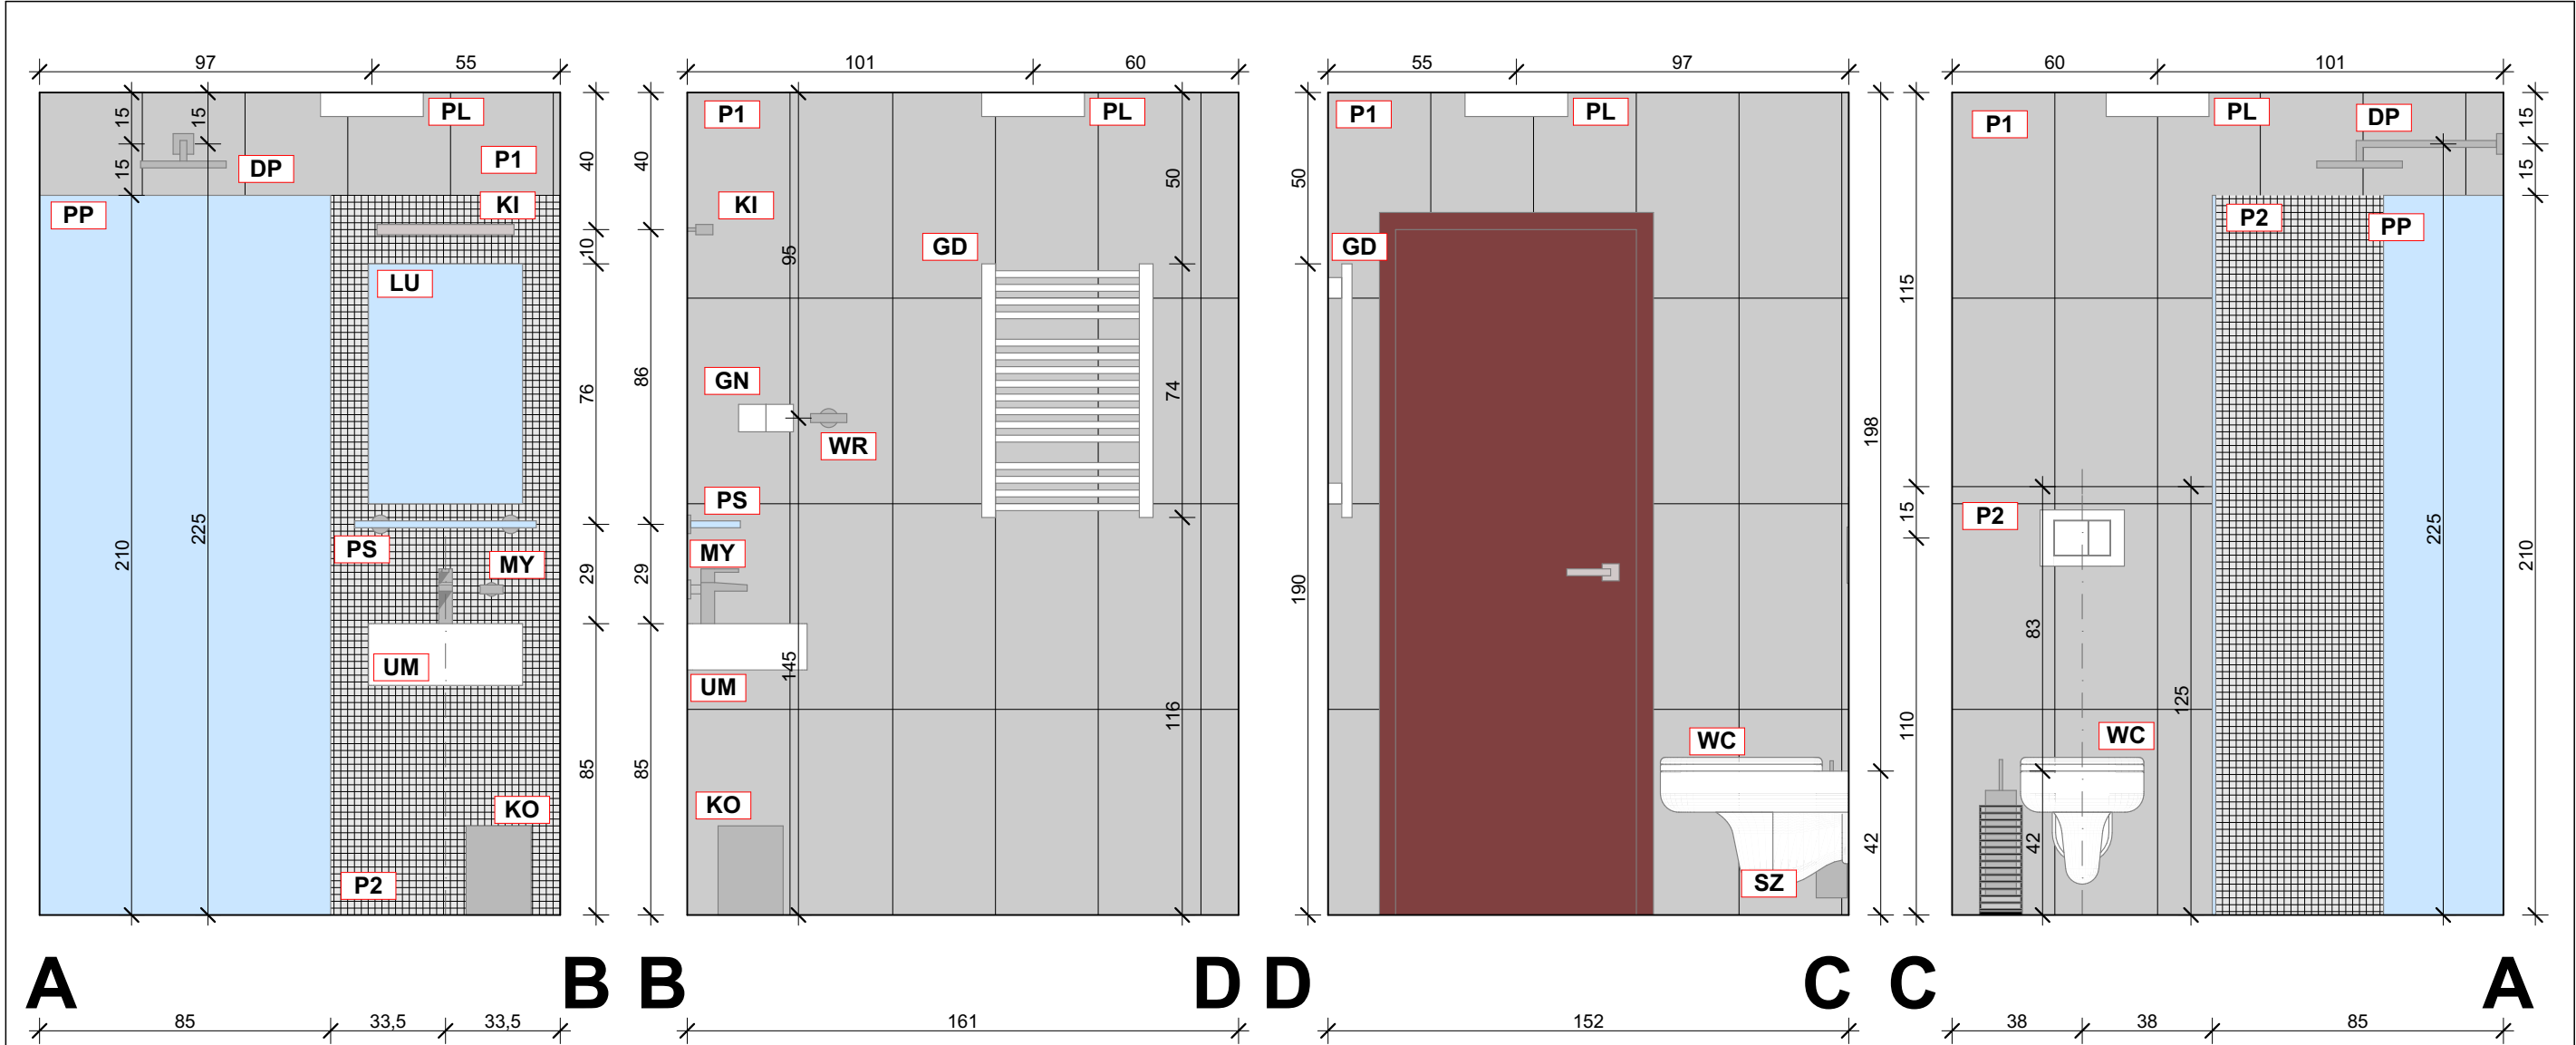 97 55
15 15 PL
15 DP P1 40
PP KI
10
LU
76
210 225
PS MY 29
UM
85
KO
P2
A B
85 33,5 33,5
101 60
P1 PL
40 50
KI
95 GD
86 GN 74
WR
PS
MY
29
UM 145
85 116
KO
B D
161
55 97
P1 PL
50
GD
198
190
WC
42
SZ
D C
152
60 101
P1 PL DP 15
15
P2 PP
115
P2
15
225 210
83
125
110 WC
42
C A
38 38 85